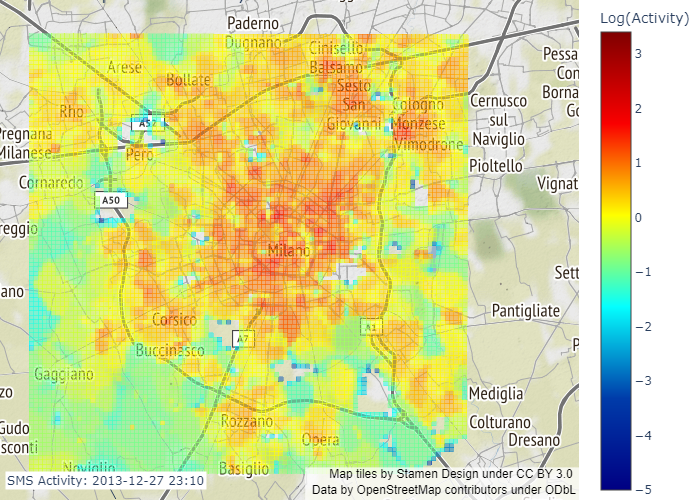 Paderno
Dugnano
Cinisello
Balsamo
Log(Activity)
Arese
Bollate
Sesto
San
Giovanni
Pessa
Con
Borna
Go
Rho
Cologno
Monzese
Cernusco
sul
Naviglio
A52
Pregnana
Milanese
Pero
Vimodrone
Pioltello
Cornaredo
A50
Vignat
reggio
Milano
Sett
ano
Corsico
Pantigliate
A7
A1
P
Buccinasco
Gaggiano
zo
Mediglia
Rozzano
Colturano
Gudo
sconti
Opera
Dresano
Noviglio
Basiglio
SMS Activity: 2013-12-27 23:10
Map tiles by Stamen Design under CC BY 3.0
Data by OpenStreetMap contributors under ODbL
3
2
1
0
−1
−2
−3
−4
−5